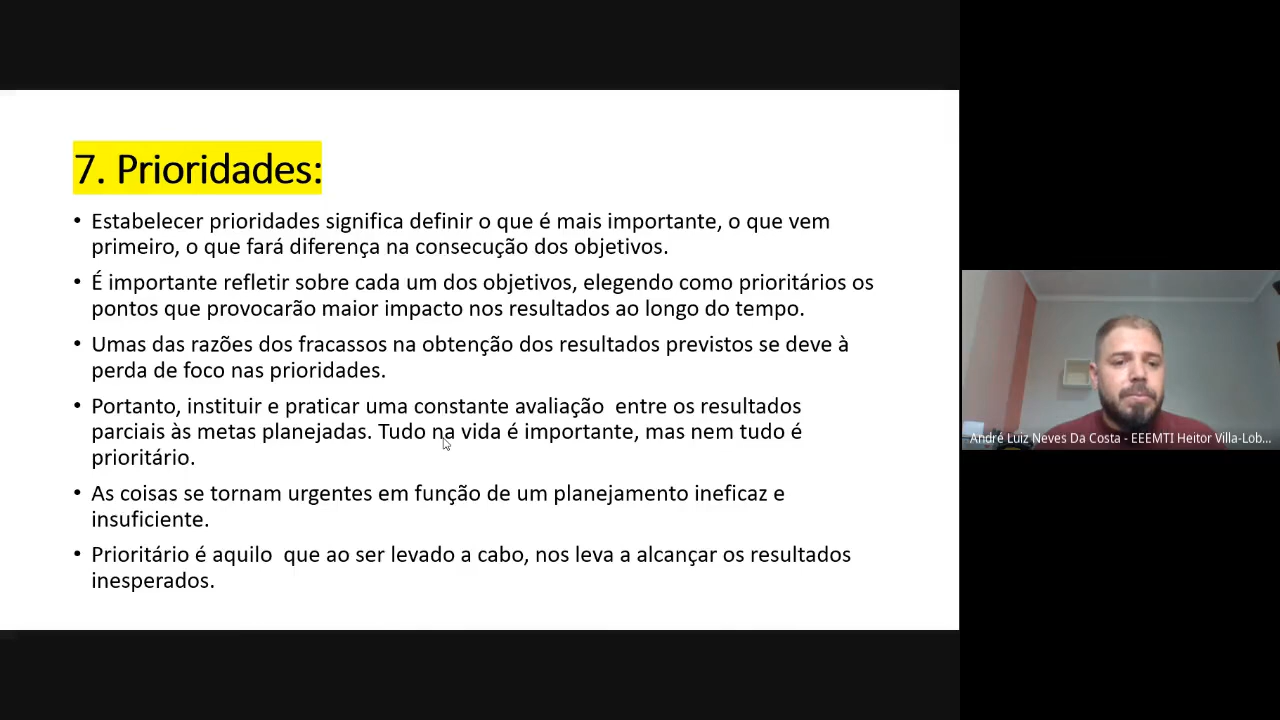 7. Prioridades:
• Estabelecer prioridades significa definir o que é mais importante, o que vem
primeiro, o que fará diferença na consecução dos objetivos.
• É importante refletir sobre cada um dos objetivos, elegendo como prioritários os
pontos que provocarão maior impacto nos resultados ao longo do tempo.
• Umas das razões dos fracassos na obtenção dos resultados previstos se deve à
perda de foco nas prioridades.
• Portanto, instituir e praticar uma constante avaliação  entre os resultados
parciais às metas planejadas. Tudo na vida é importante, mas nem tudo é
prioritário.
• As coisas se tornam urgentes em função de um planejamento ineficaz e
insuficiente.
• Prioritário é aquilo  que ao ser levado a cabo, nos leva a alcançar os resultados
inesperados.
André Luiz Neves Da Costa - EEEMTI Heitor Villa-Lob...